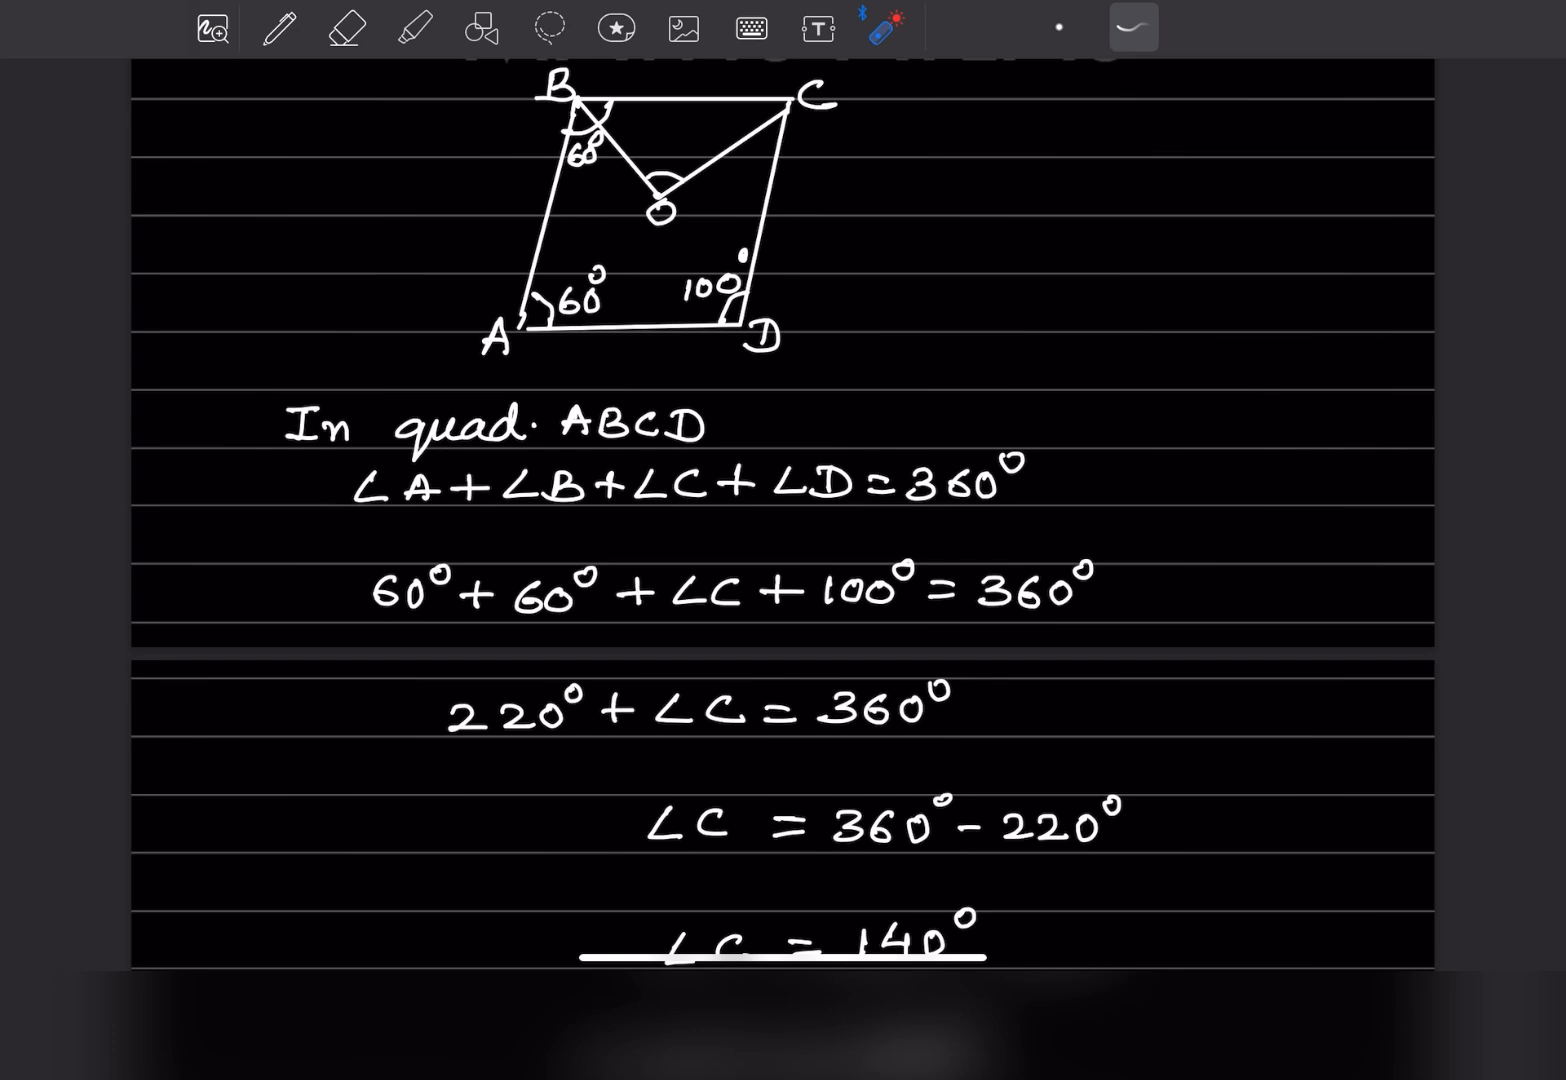 B C
60°
O
60° 100°
A D
In quad. ABCD
∠A+∠B+∠C+∠D=360°
60°+60°+∠C+100°=360°
220°+∠C=360°
∠C = 360°-220°
∠C = 140°